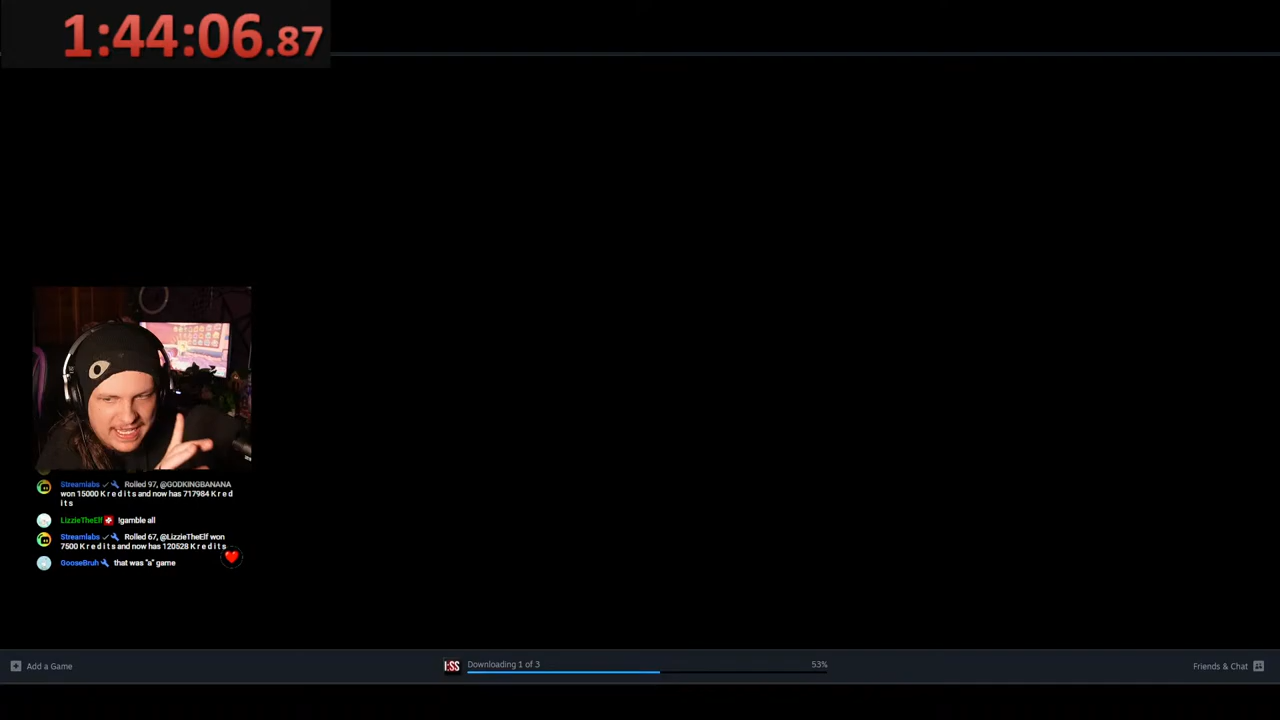 1:44:06.87
Streamlabs Rolled 97, @GODKINGBANANA
won 15000 K r e d i t s and now has 717984 K r e d
i t s
LizzieTheElf !gamble all
Streamlabs Rolled 67, @LizzieTheElf won
7500 K r e d i t s and now has 120528 K r e d i t s
GooseBruh that was "a" game
Add a Game
I:SS
Downloading 1 of 3
53%
Friends & Chat